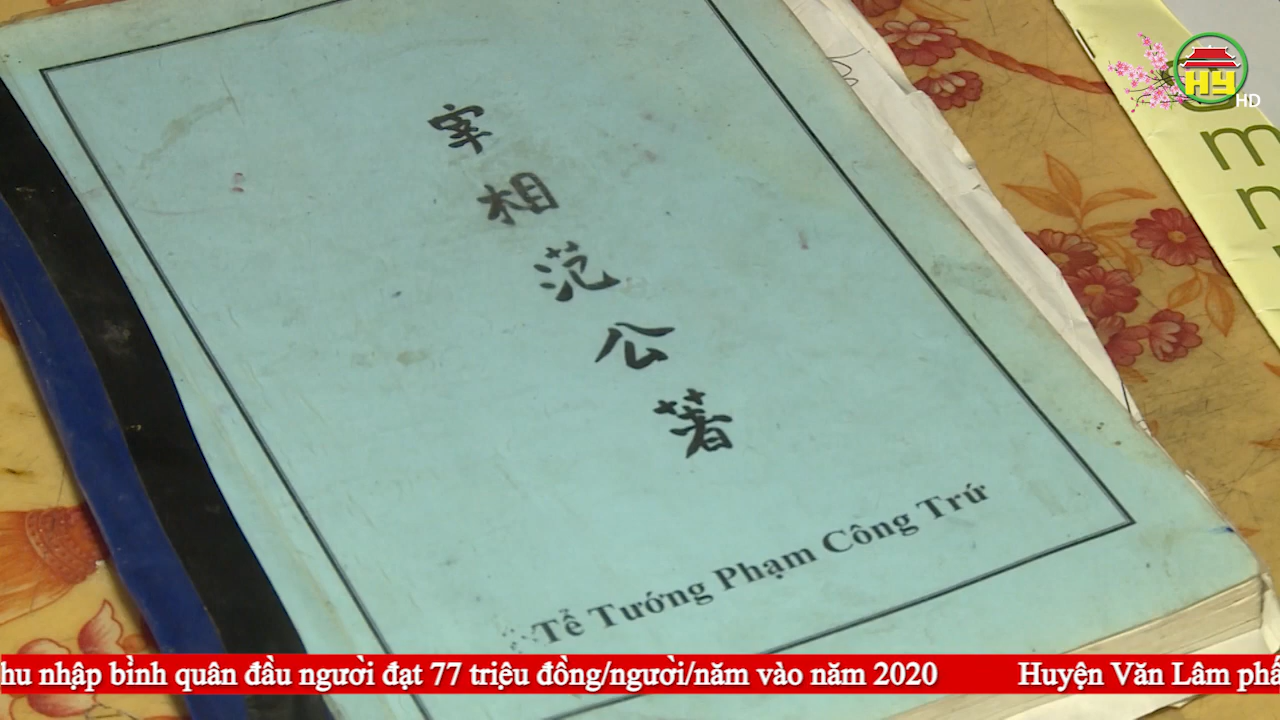 宰
相
范
公
著
Tể Tướng Phạm Công Trứ
HY HD
m
hu nhập bình quân đầu người đạt 77 triệu đồng/người/năm vào năm 2020 Huyện Văn Lâm phấ